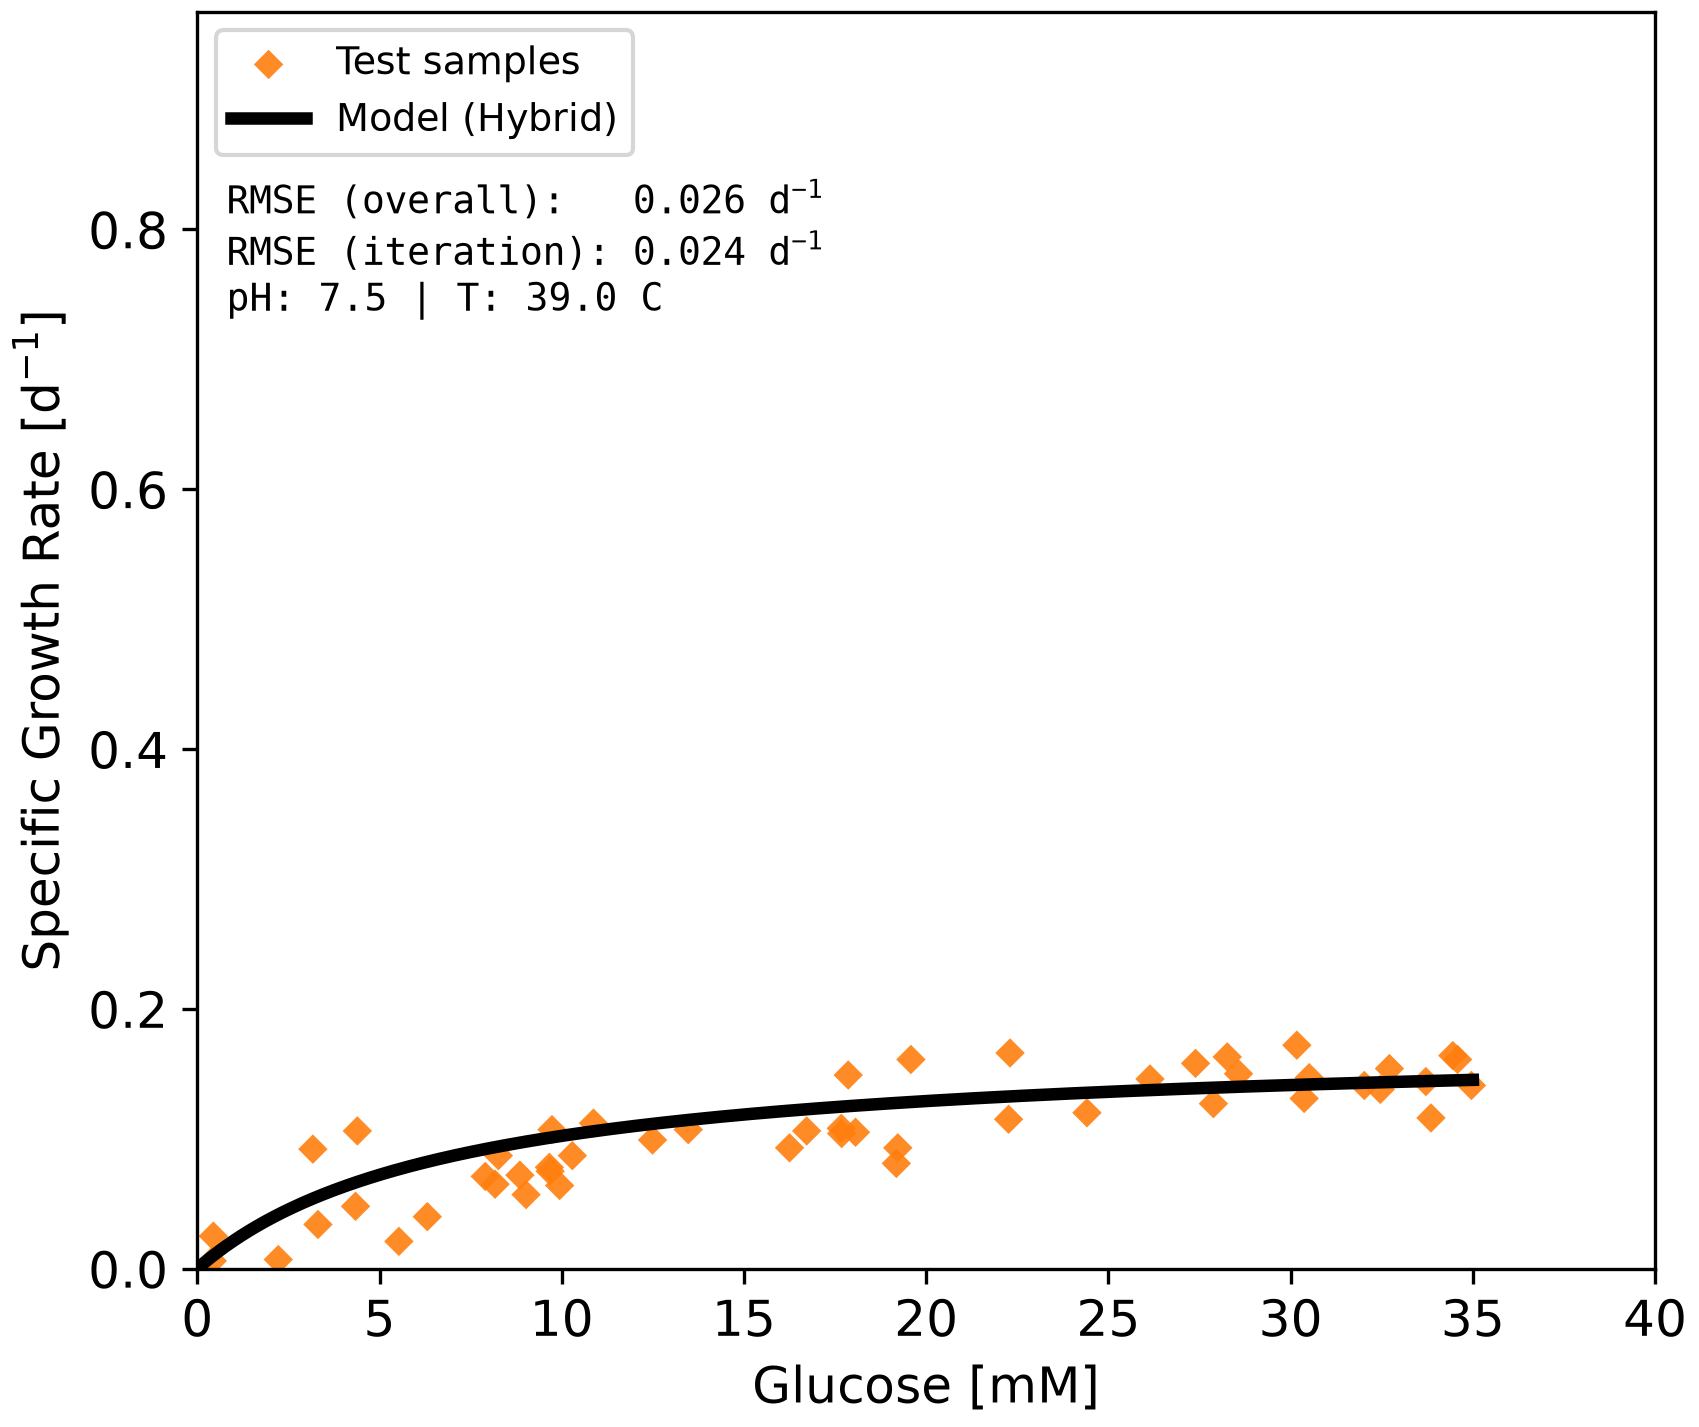 Test samples
Model (Hybrid)
RMSE (overall):   0.026 d⁻¹
RMSE (iteration): 0.024 d⁻¹
pH: 7.5 | T: 39.0 C
0.8
0.6
0.4
0.2
0.0
Specific Growth Rate [d⁻¹]
0 5 10 15 20 25 30 35 40
Glucose [mM]